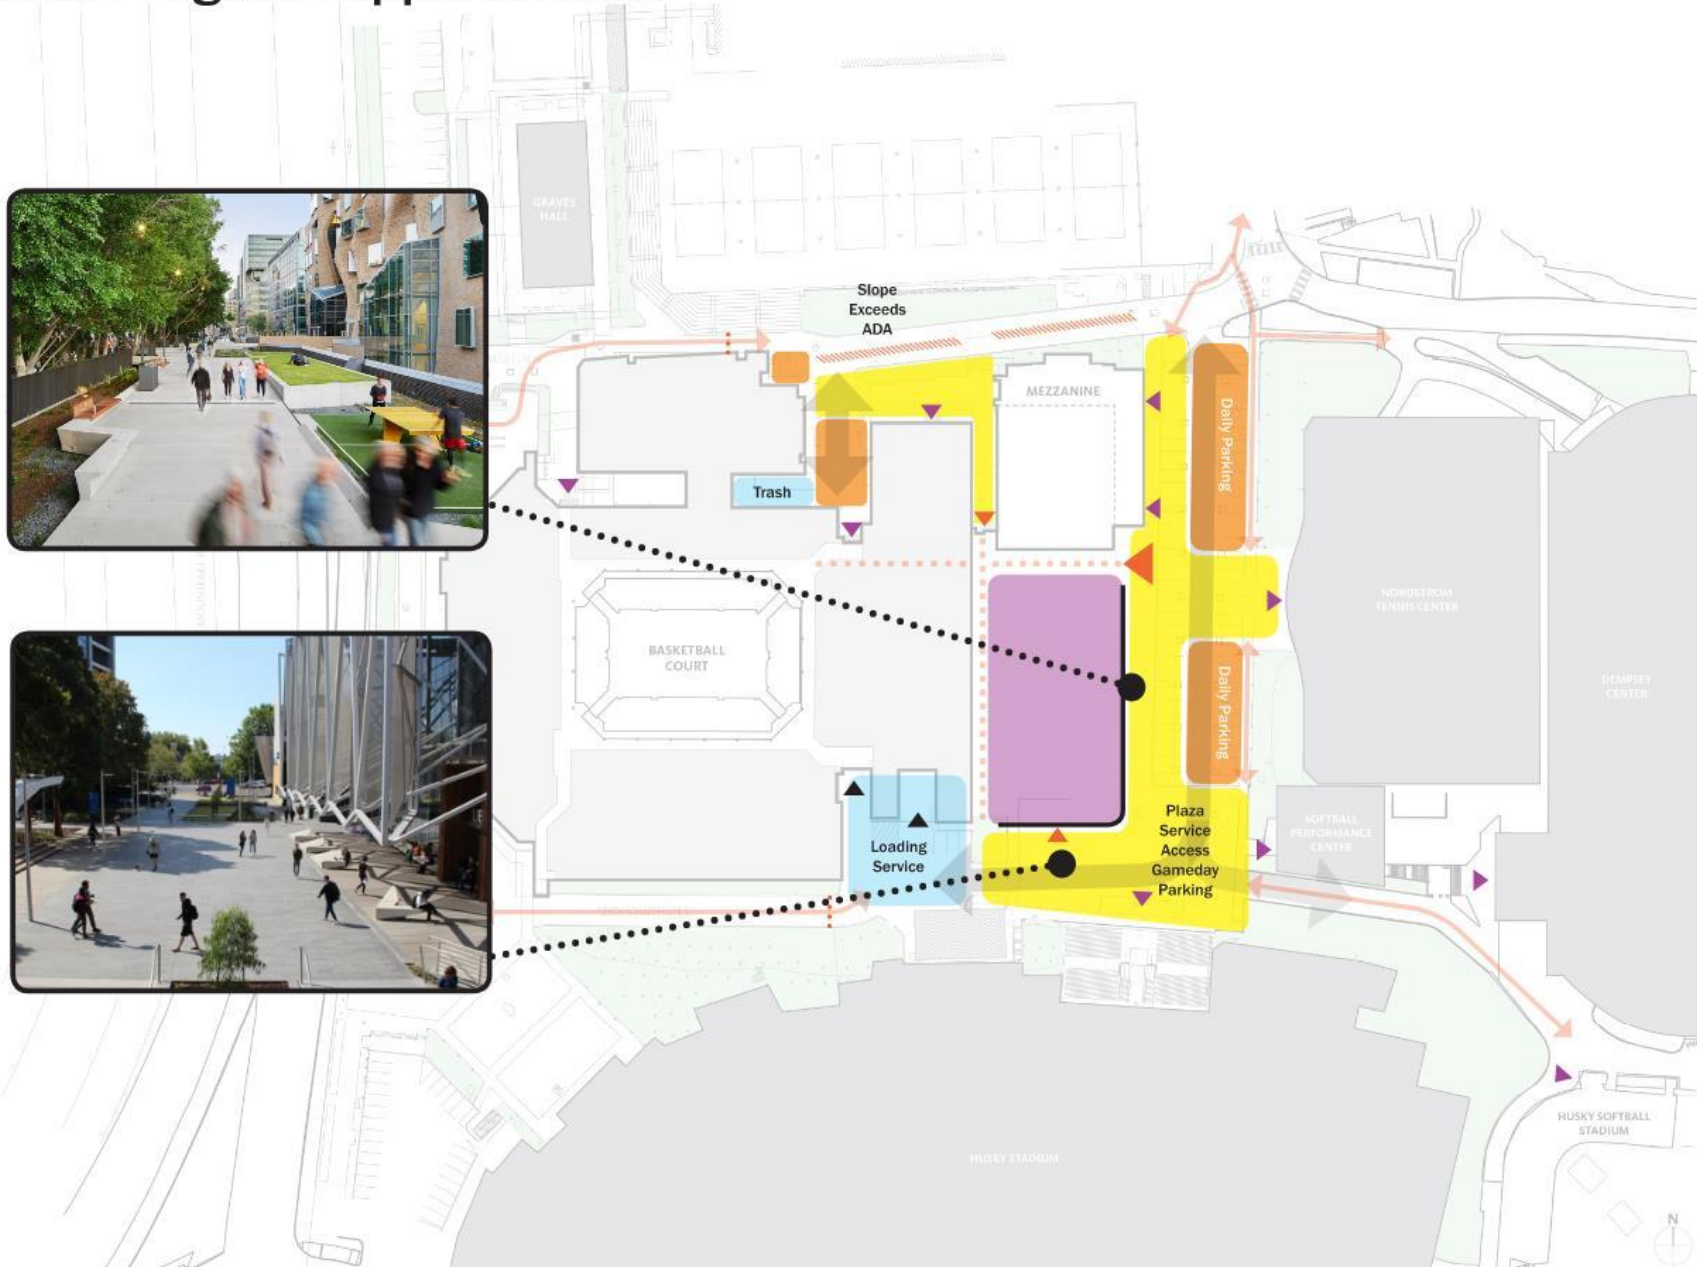 GRAVES
HALL
Slope
Exceeds
ADA
MEZZANINE
Daily Parking
Trash
NORDSTROM
TENNIS CENTER
BASKETBALL
COURT
DEMPSEY
CENTER
Daily Parking
Plaza
Service
Access
Gameday
Parking
SOFTBALL
PERFORMANCE
CENTER
Loading
Service
HUSKY SOFTBALL
STADIUM
HUSKY STADIUM
N